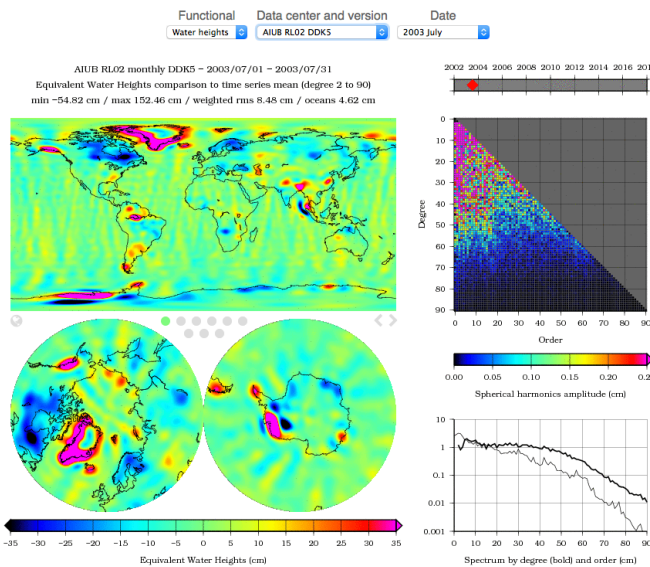 Functional Data center and version Date
Water heights AIUB RL02 DDK5 2003 July
AIUB RL02 monthly DDK5 – 2003/07/01 – 2003/07/31
Equivalent Water Heights comparison to time series mean (degree 2 to 90)
min –54.82 cm / max 152.46 cm / weighted rms 8.48 cm / oceans 4.62 cm
2002 2004 2006 2008 2010 2012 2014 2016 201
0
10
20
30
40
50
60
70
80
90
Degree
0 10 20 30 40 50 60 70 80 90
Order
0.00 0.05 0.10 0.15 0.20 0.2
Spherical harmonics amplitude (cm)
10
1
0.1
0.01
0.001
0 10 20 30 40 50 60 70 80 90
Spectrum by degree (bold) and order (cm)
–35 –30 –25 –20 –15 –10 –5 0 5 10 15 20 25 30 35
Equivalent Water Heights (cm)